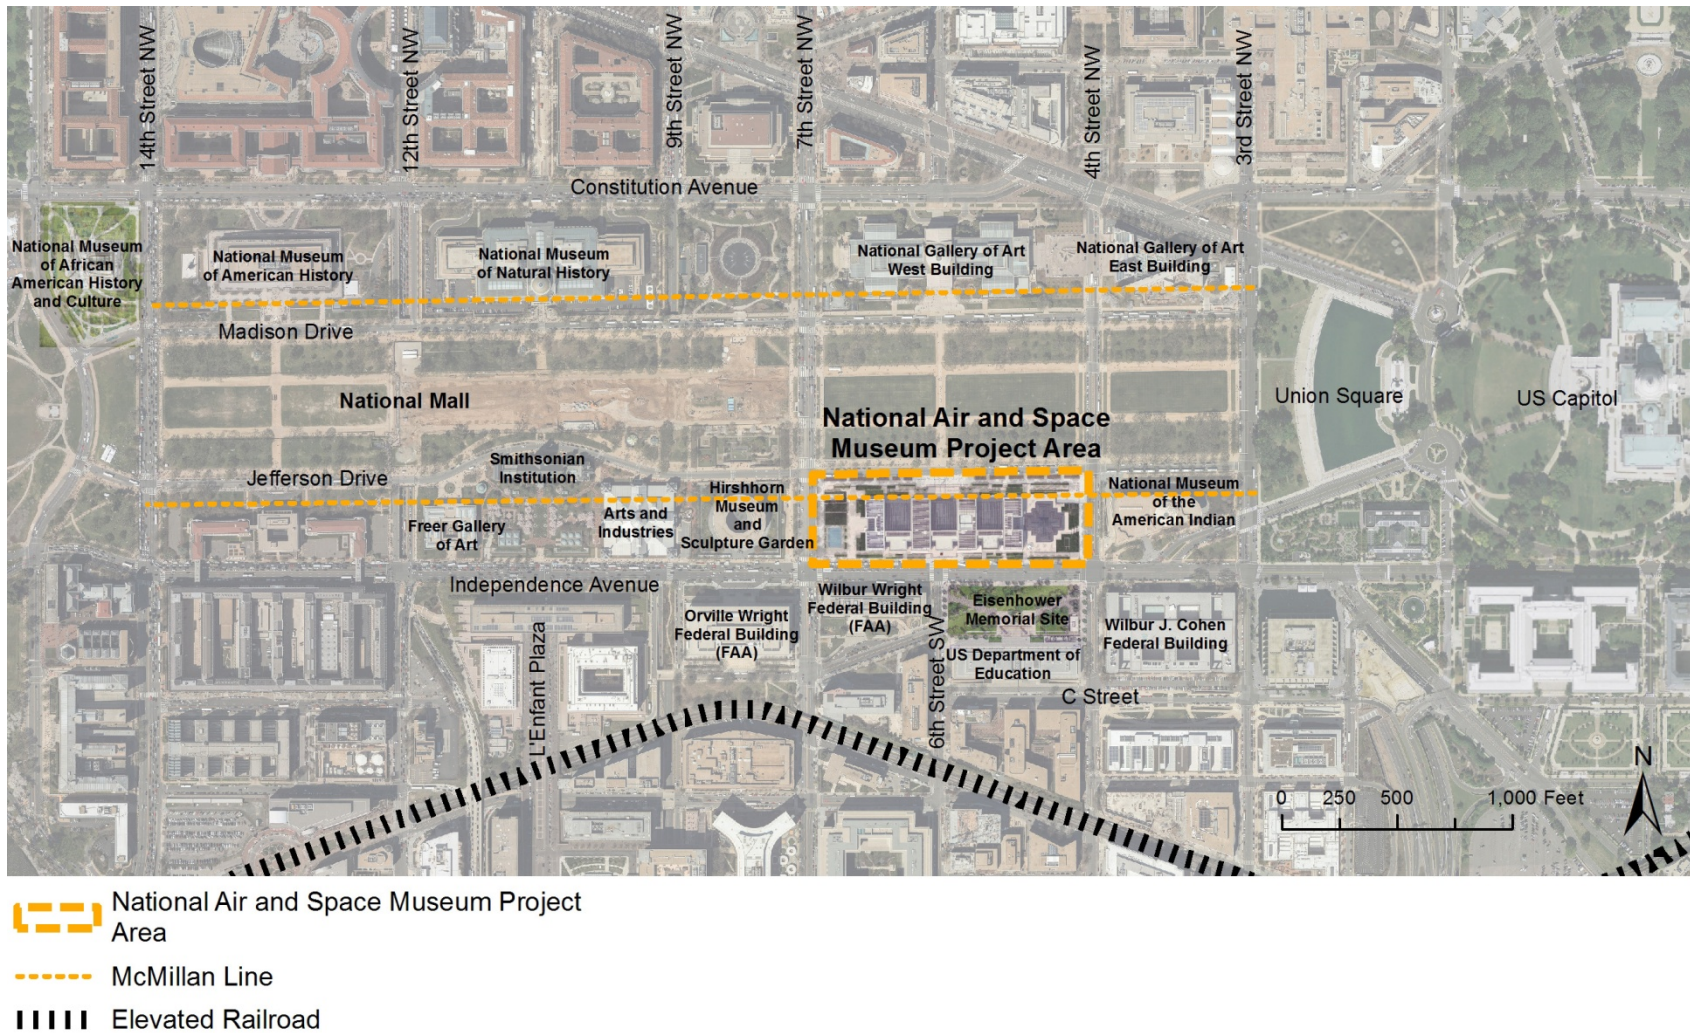 14th Street NW
12th Street NW
9th Street NW
7th Street NW
4th Street NW
3rd Street NW
Constitution Avenue
National Museum
of African
American History
and Culture
National Museum
of American History
National Museum
of Natural History
National Gallery of Art
West Building
National Gallery of Art
East Building
Madison Drive
National Mall
Union Square
US Capitol
National Air and Space
Museum Project Area
Jefferson Drive
Smithsonian
Institution
Freer Gallery
of Art
Arts and
Industries
Hirshhorn
Museum
and
Sculpture Garden
National Museum
of the
American Indian
Independence Avenue
L'Enfant Plaza
Orville Wright
Federal Building
(FAA)
Wilbur Wright
Federal Building
(FAA)
6th Street SW
Eisenhower
Memorial Site
US Department of
Education
Wilbur J. Cohen
Federal Building
C Street
N
0 250 500 1,000 Feet
National Air and Space Museum Project
Area
McMillan Line
Elevated Railroad